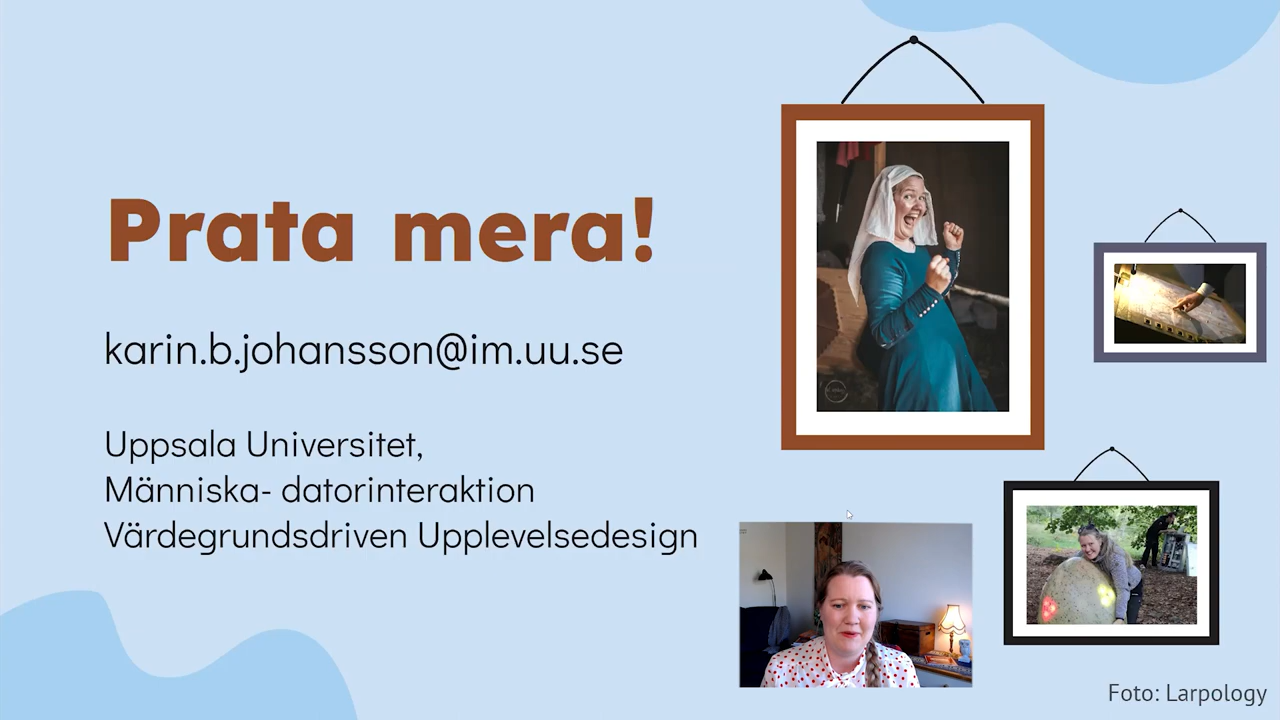 Prata mera!
karin.b.johansson@im.uu.se
Uppsala Universitet,
Människa- datorinteraktion
Värdegrundsdriven Upplevelsedesign
Foto: Larpology